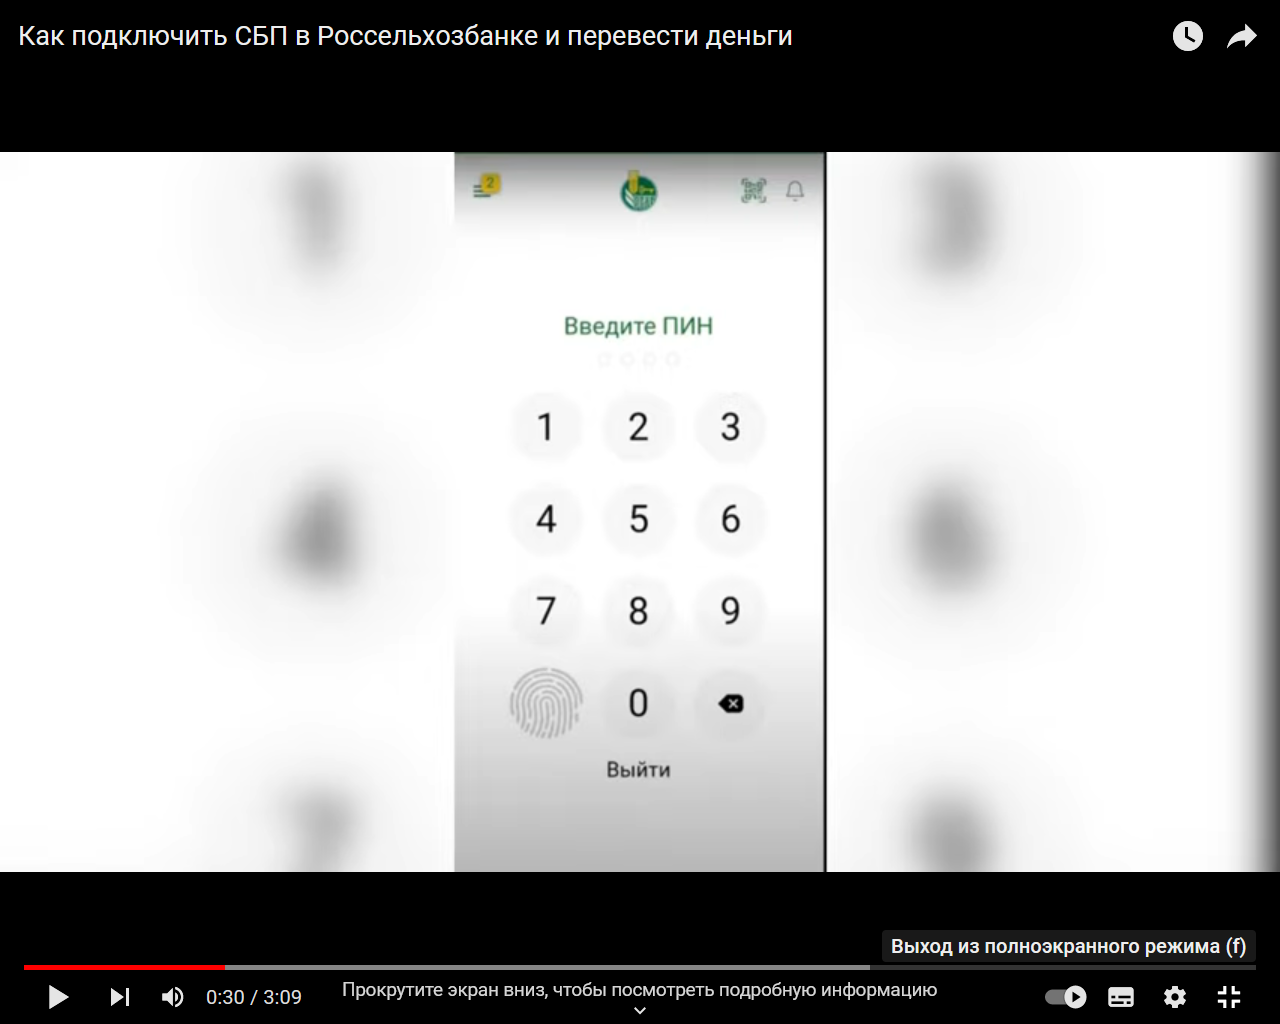 Как подключить СБП в Россельхозбанке и перевести деньги
2
Введите ПИН
1 2 3
4 5 6
7 8 9
0
Выйти
Выход из полноэкранного режима (f)
0:30 / 3:09
Прокрутите экран вниз, чтобы посмотреть подробную информацию